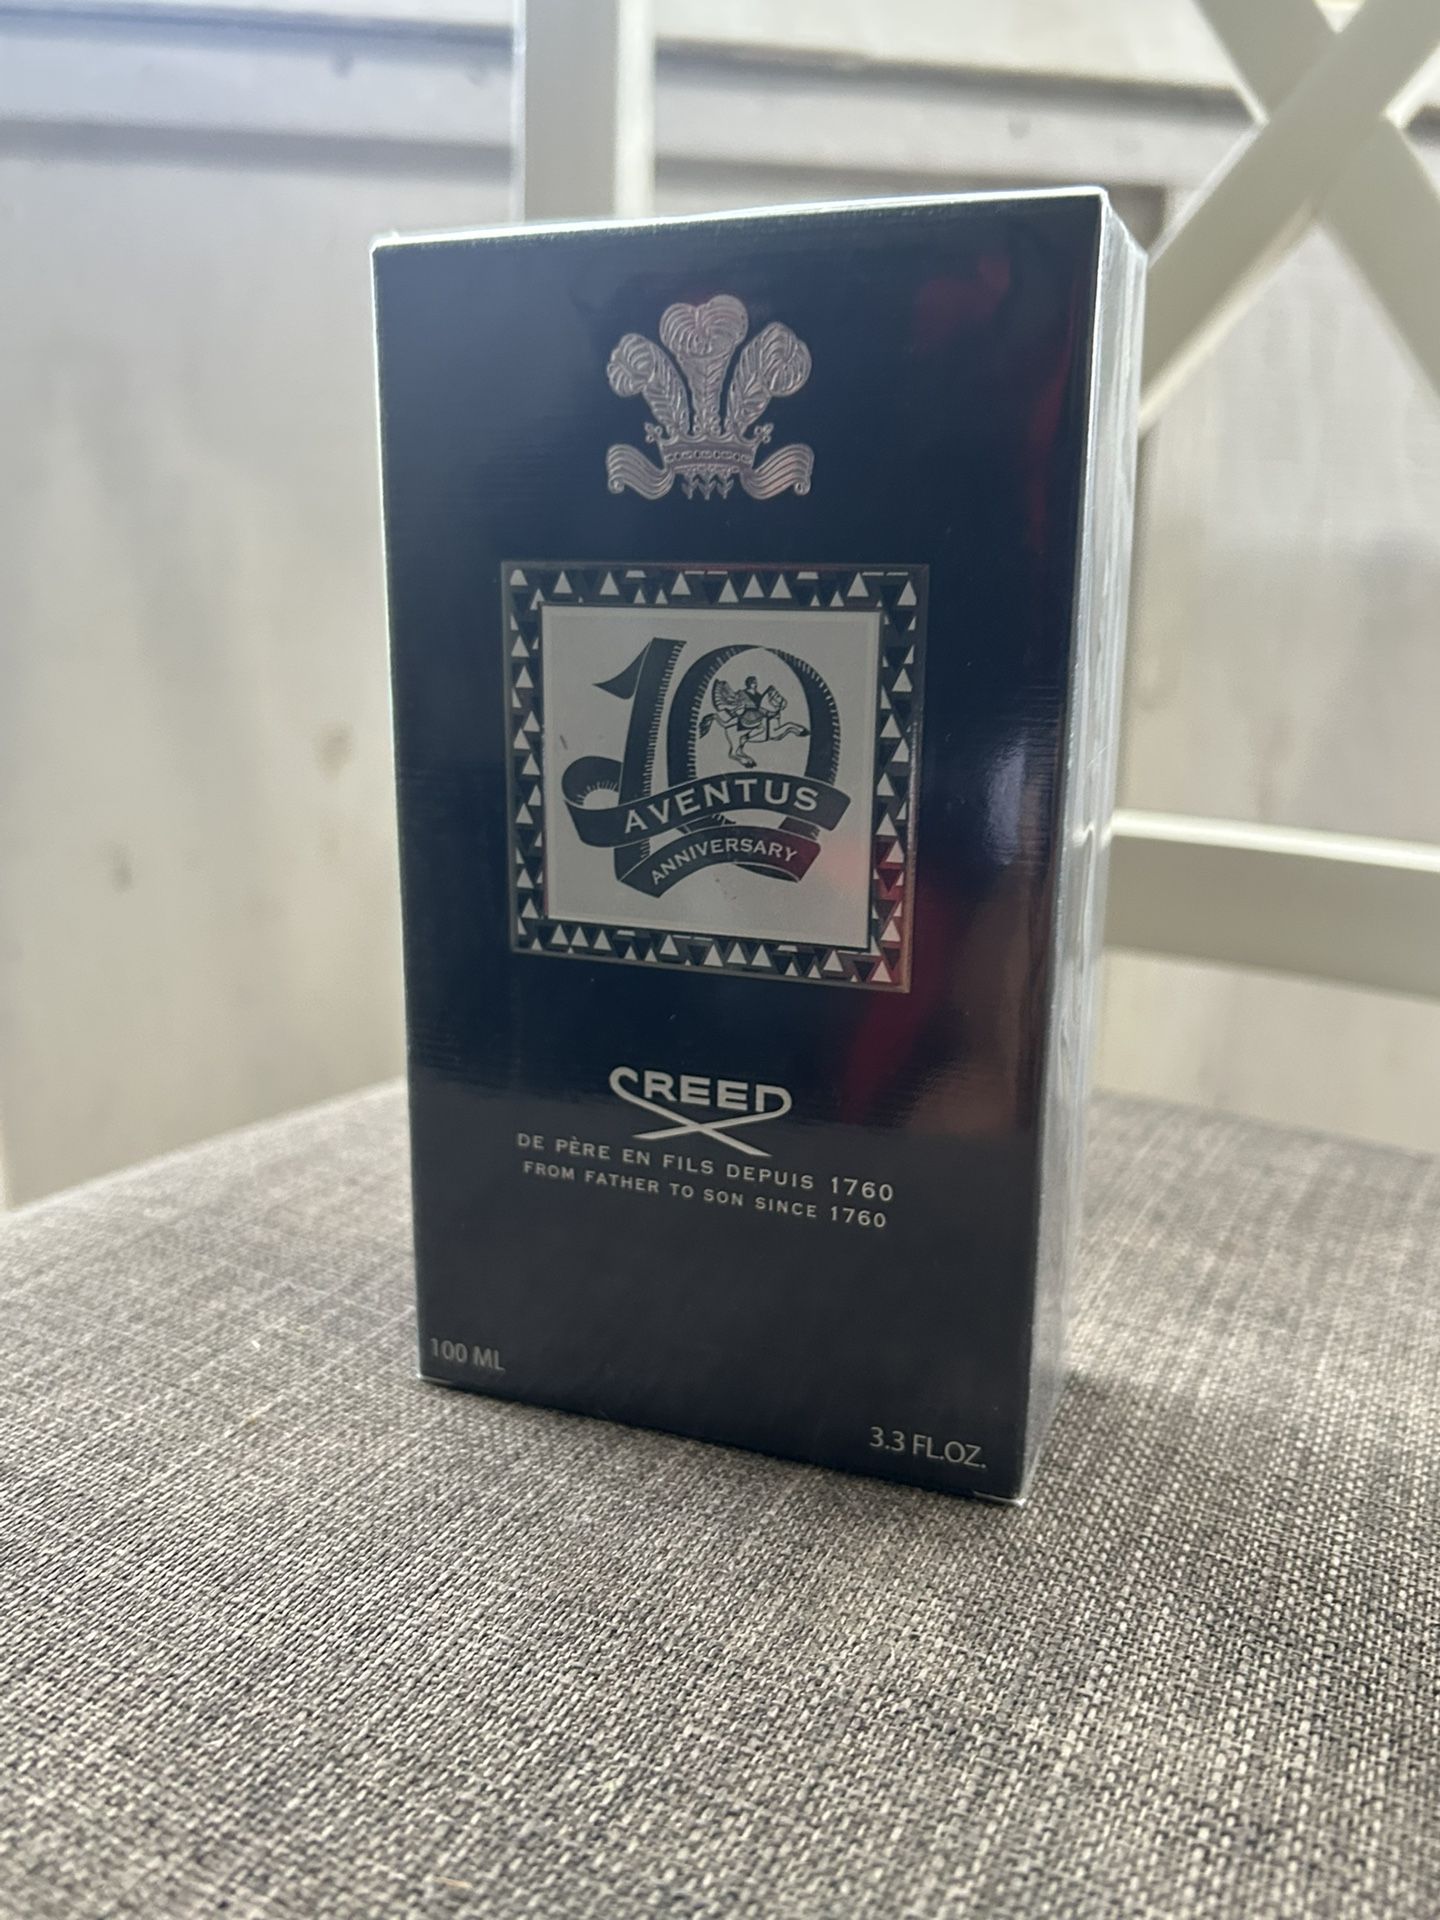 10
AVENTUS
ANNIVERSARY
CREED
DE PÈRE EN FILS DEPUIS 1760
FROM FATHER TO SON SINCE 1760
100 ML
3.3 FL.OZ.